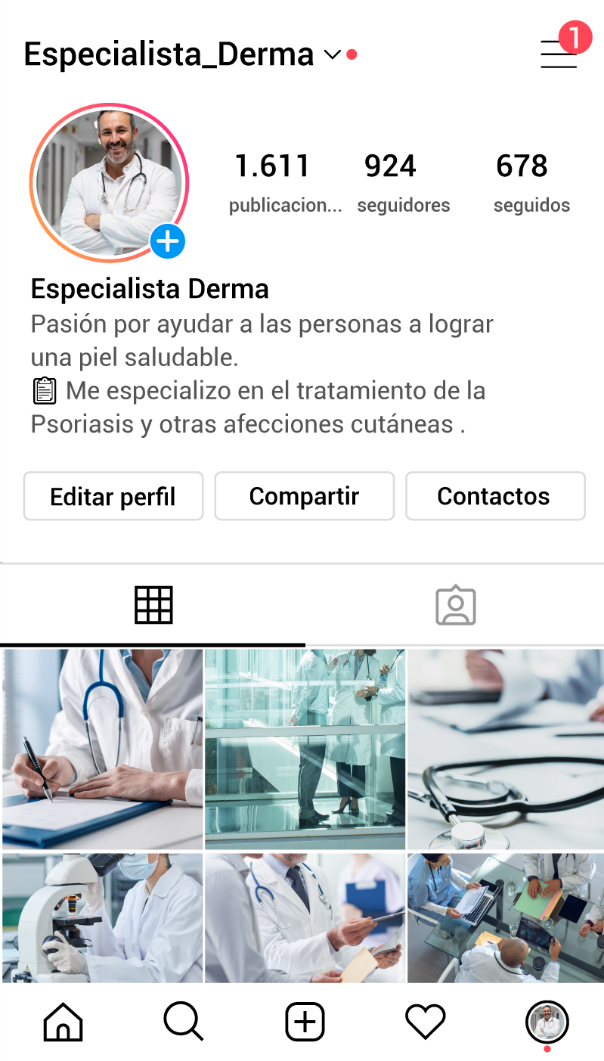 Especialista_Derma
1
1.611 924 678
publicacion... seguidores seguidos
Especialista Derma
Pasión por ayudar a las personas a lograr
una piel saludable.
📋 Me especializo en el tratamiento de la
Psoriasis y otras afecciones cutáneas .
Editar perfil Compartir Contactos